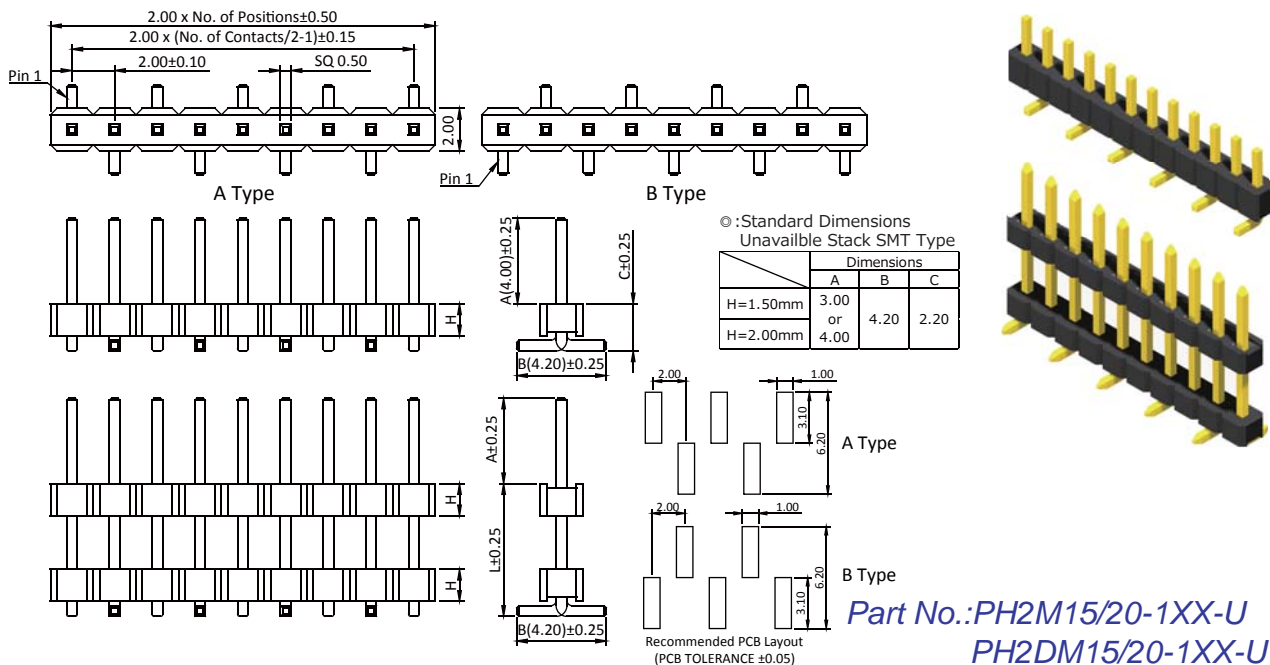 2.00 x No. of Positions±0.50
2.00 x (No. of Contacts/2-1)±0.15
2.00±0.10
SQ 0.50
Pin 1
2.00
A Type
Pin 1
B Type
A(4.00)±0.25
C±0.25
H
B(4.20)±0.25
◎:Standard Dimensions
Unavailble Stack SMT Type
Dimensions
A B C
H=1.50mm 3.00 or 4.00 4.20 2.20
H=2.00mm
2.00
1.00
3.10
6.20
A Type
A±0.25
H
L±0.25
H
B(4.20)±0.25
2.00
1.00
3.10
6.20
B Type
Recommended PCB Layout
(PCB TOLERANCE ±0.05)
Part No.:PH2M15/20-1XX-U
PH2DM15/20-1XX-U